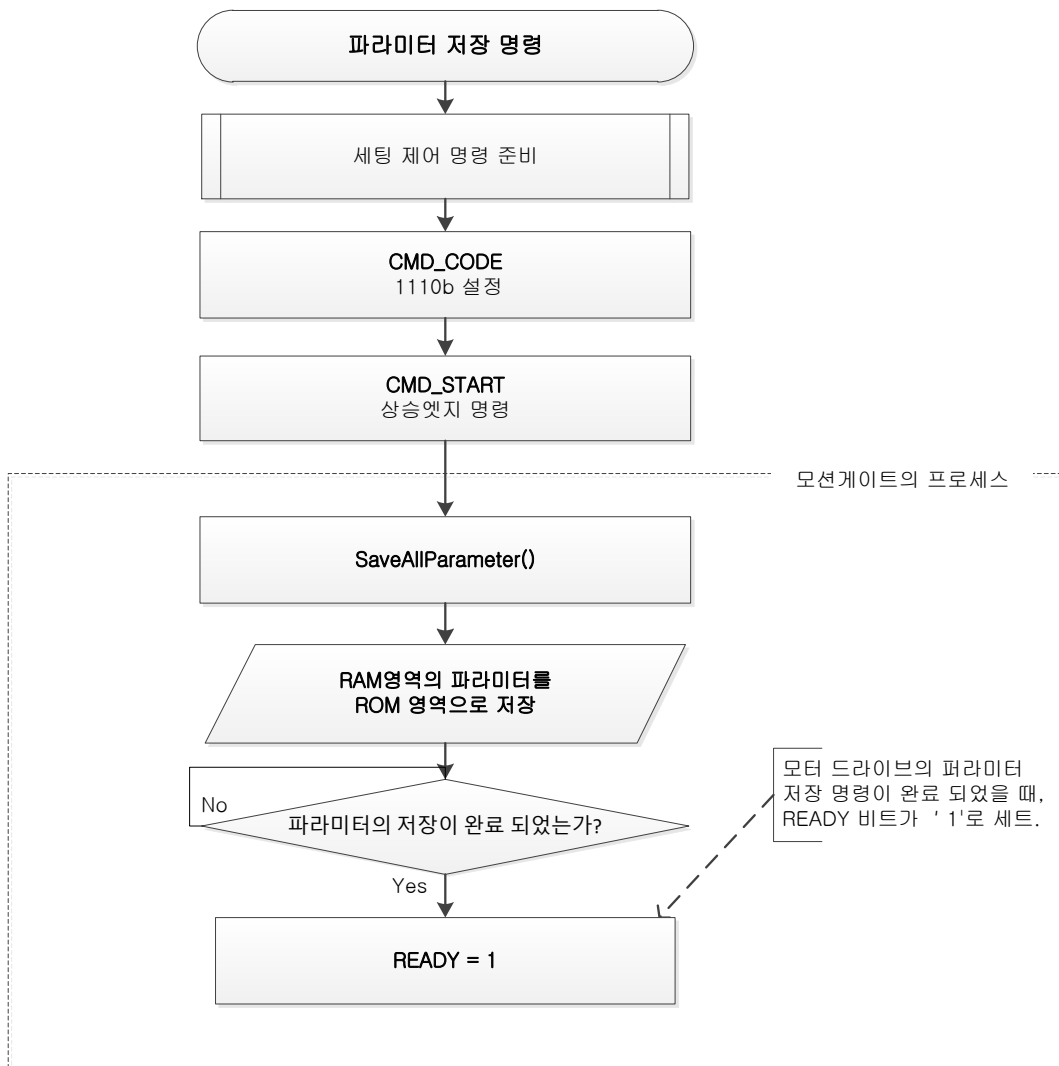 파라미터 저장 명령
세팅 제어 명령 준비
CMD_CODE
1110b 설정
CMD_START
상승엣지 명령
모션게이트의 프로세스
SaveAllParameter()
RAM영역의 파라미터를
ROM 영역으로 저장
모터 드라이브의 퍼라미터
저장 명령이 완료 되었을 때,
READY 비트가 ' 1'로 세트.
No
파라미터의 저장이 완료 되었는가?
Yes
READY = 1